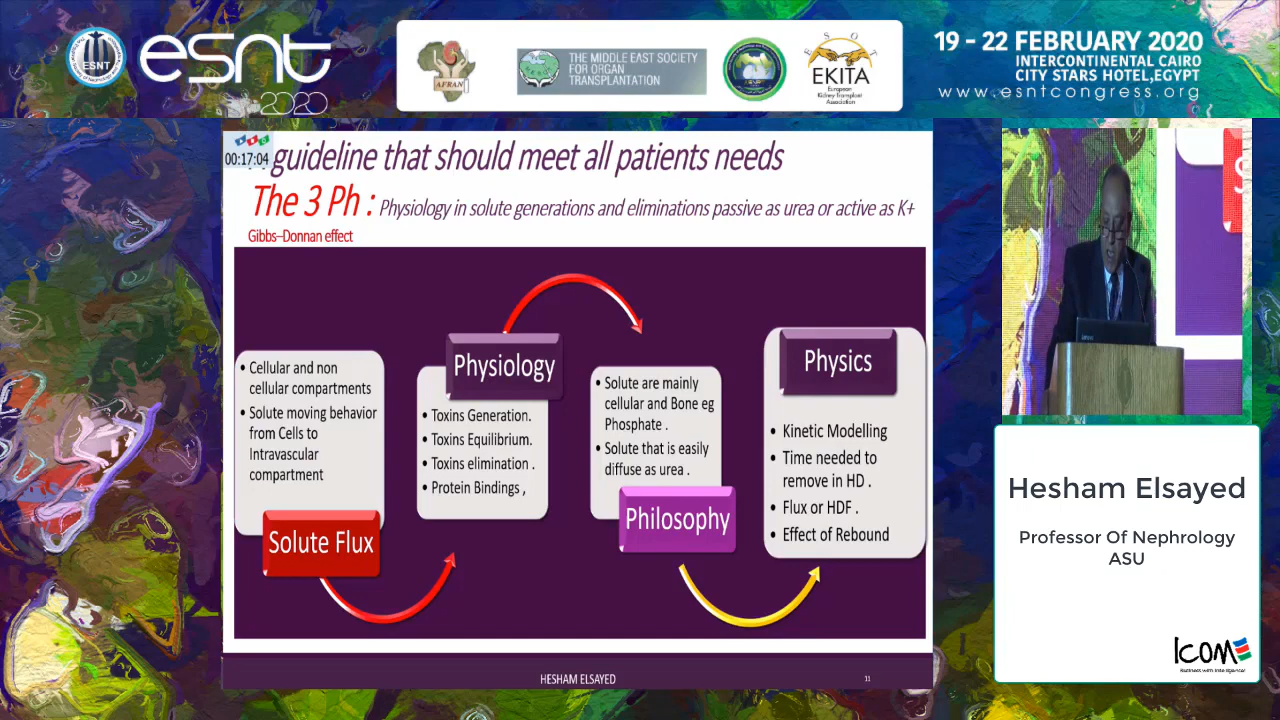 ESNT
esnt
2020
AFRAN
THE MIDDLE EAST SOCIETY
FOR ORGAN
TRANSPLANTATION
E S O T
EKITA
European
Kidney Transplant
Association
19 - 22 FEBRUARY 2020
INTERCONTINENTAL CAIRO
CITY STARS HOTEL,EGYPT
www.esntcongress.org
00:17:04
guideline that should meet all patients needs
The 3 Ph : Physiology in solute generations and eliminations passive as urea or active as K+
Gibbs–Donnan effect
• Cellular and non
cellular compartments
• Solute moving behavior
from Cells to
Intravascular
compartment
Solute Flux
Physiology
• Toxins Generation.
• Toxins Equilibrium.
• Toxins elimination .
• Protein Bindings ,
• Solute are mainly
cellular and Bone eg
Phosphate .
• Solute that is easily
diffuse as urea .
Philosophy
Physics
• Kinetic Modelling
• Time needed to
remove in HD .
• Flux or HDF .
• Effect of Rebound
HESHAM ELSAYED
11
Hesham Elsayed
Professor Of Nephrology
ASU
ICOM